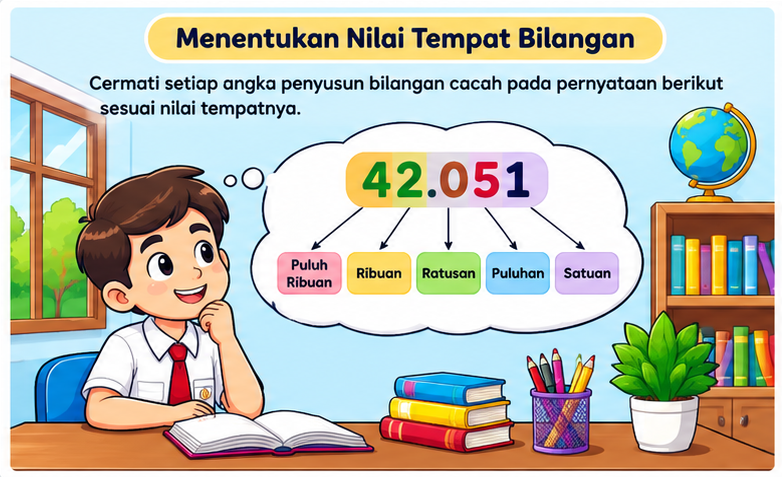 Menentukan Nilai Tempat Bilangan
Cermati setiap angka penyusun bilangan cacah pada pernyataan berikut
sesuai nilai tempatnya.
42.051
Puluh
Ribuan
Ribuan
Ratusan
Puluhan
Satuan